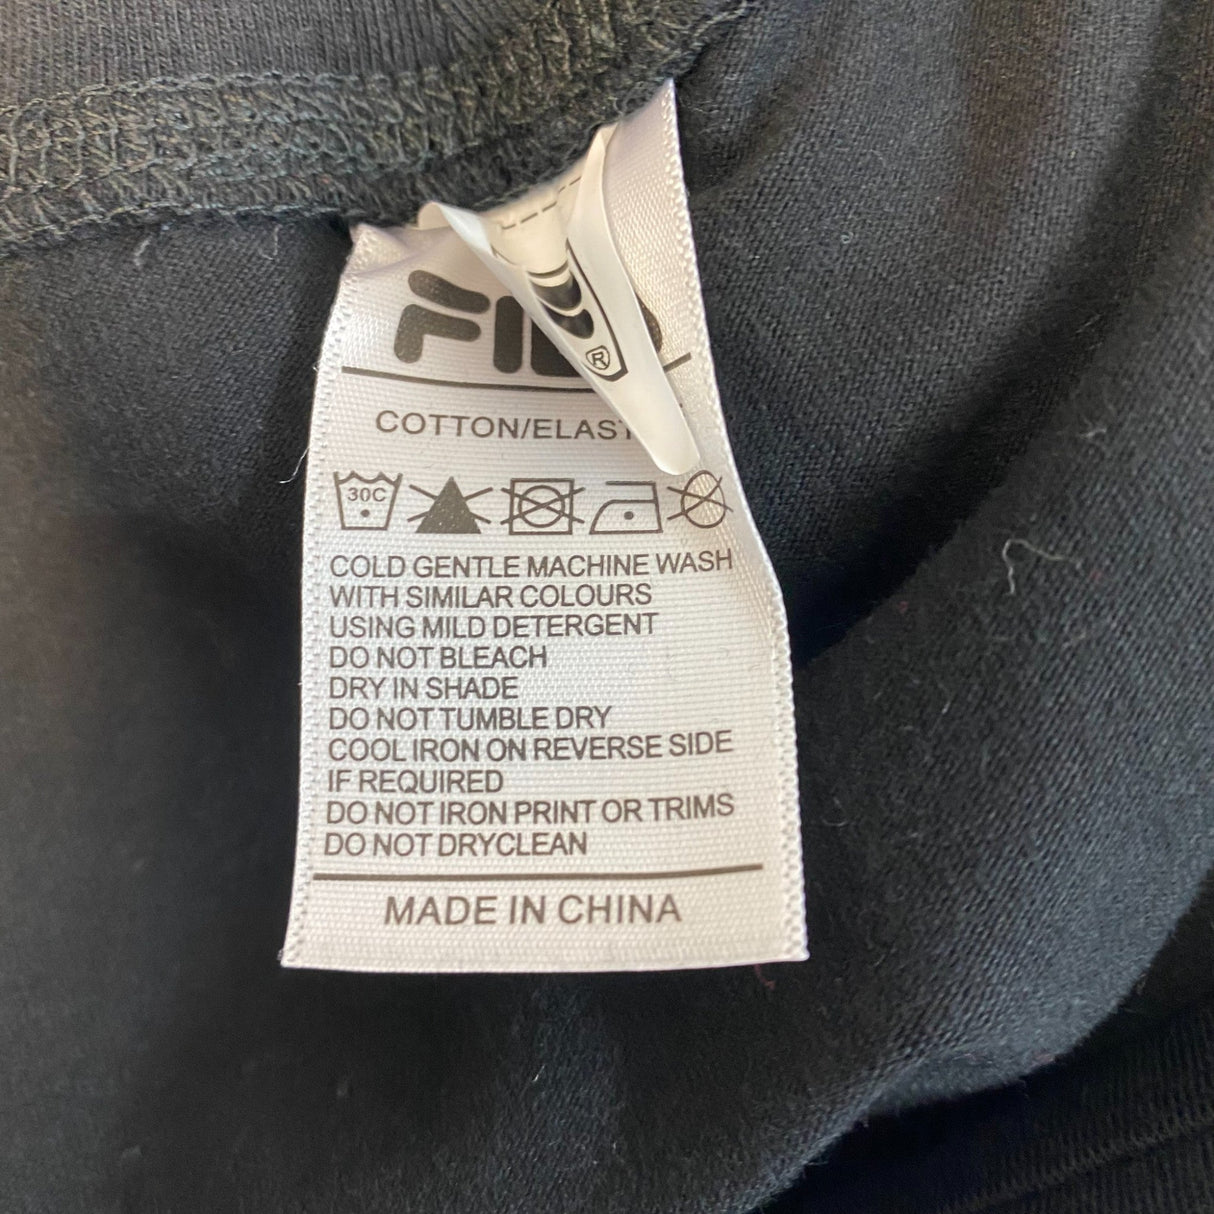 FILA
®
COTTON/ELAST
30C
COLD GENTLE MACHINE WASH
WITH SIMILAR COLOURS
USING MILD DETERGENT
DO NOT BLEACH
DRY IN SHADE
DO NOT TUMBLE DRY
COOL IRON ON REVERSE SIDE
IF REQUIRED
DO NOT IRON PRINT OR TRIMS
DO NOT DRYCLEAN
MADE IN CHINA